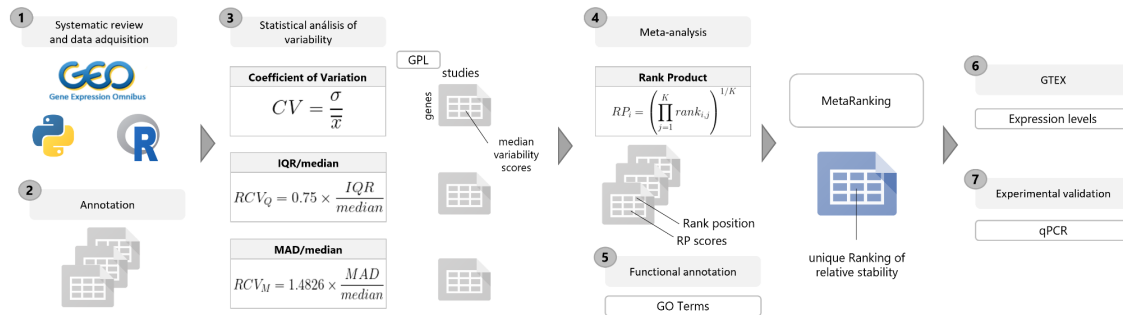 1
Systematic review
and data adquisition
GEO
Gene Expression Omnibus
R
2
Annotation
3
Statistical análisis of
variability
Coefficient of Variation
CV = σ / x̄
IQR/median
RCV_Q = 0.75 × IQR / median
MAD/median
RCV_M = 1.4826 × MAD / median
GPL
studies
genes
median
variability
scores
4
Meta-analysis
Rank Product
RP_i = (∏_{j=1}^{K} rank_{i,j})^{1/K}
Rank position
RP scores
5
Functional annotation
GO Terms
MetaRanking
unique Ranking of
relative stability
6
GTEX
Expression levels
7
Experimental validation
qPCR